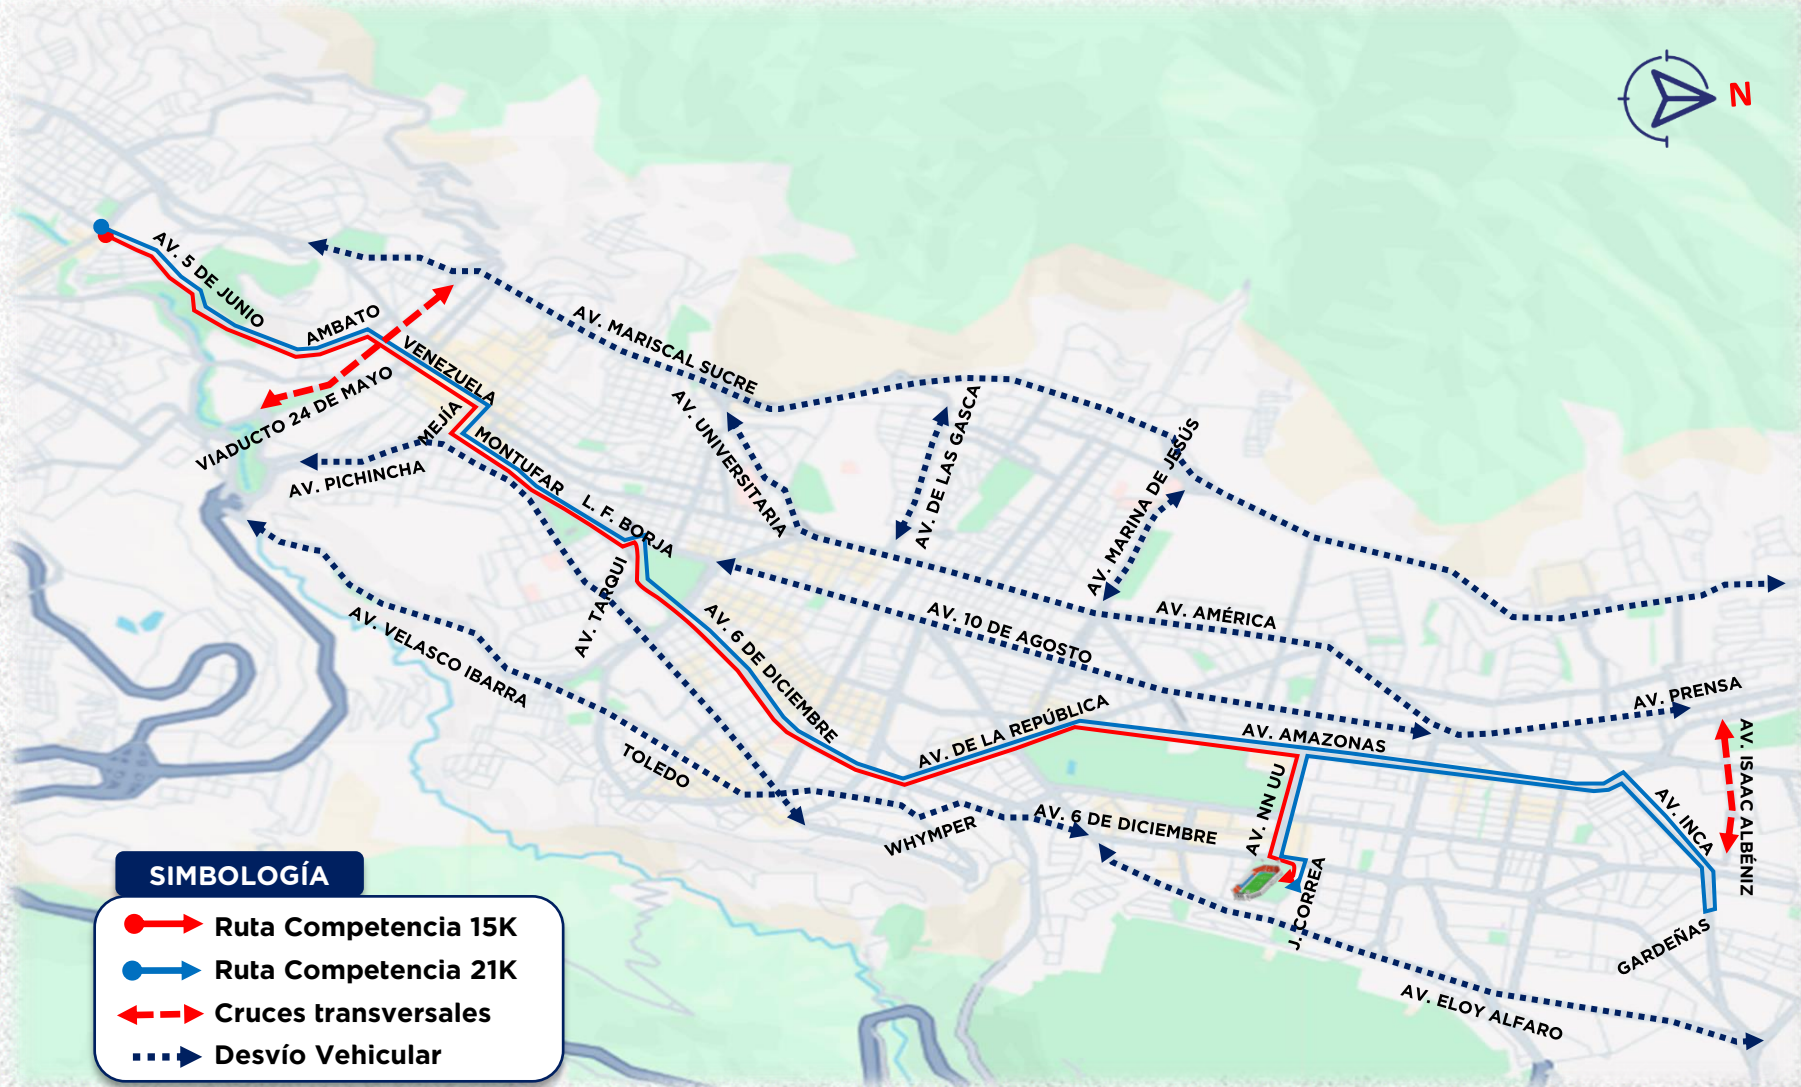 N
AV. 5 DE JUNIO
AMBATO
VENEZUELA
VIADUCTO 24 DE MAYO
MEJÍA
AV. PICHINCHA
MONTUFAR
L. F. BORJA
AV. TARQUI
AV. MARISCAL SUCRE
AV. UNIVERSITARIA
AV. DE LAS GASCA
AV. MARINA DE JESÚS
AV. AMÉRICA
AV. 10 DE AGOSTO
AV. VELASCO IBARRA
AV. 6 DE DICIEMBRE
TOLEDO
AV. DE LA REPÚBLICA
AV. AMAZONAS
AV. PRENSA
AV. ISAAC ALBÉNIZ
AV. INCA
AV. NN UU
WHYMPER
AV. 6 DE DICIEMBRE
J. CORREA
GARDEÑAS
AV. ELOY ALFARO
SIMBOLOGÍA
Ruta Competencia 15K
Ruta Competencia 21K
Cruces transversales
Desvío Vehicular